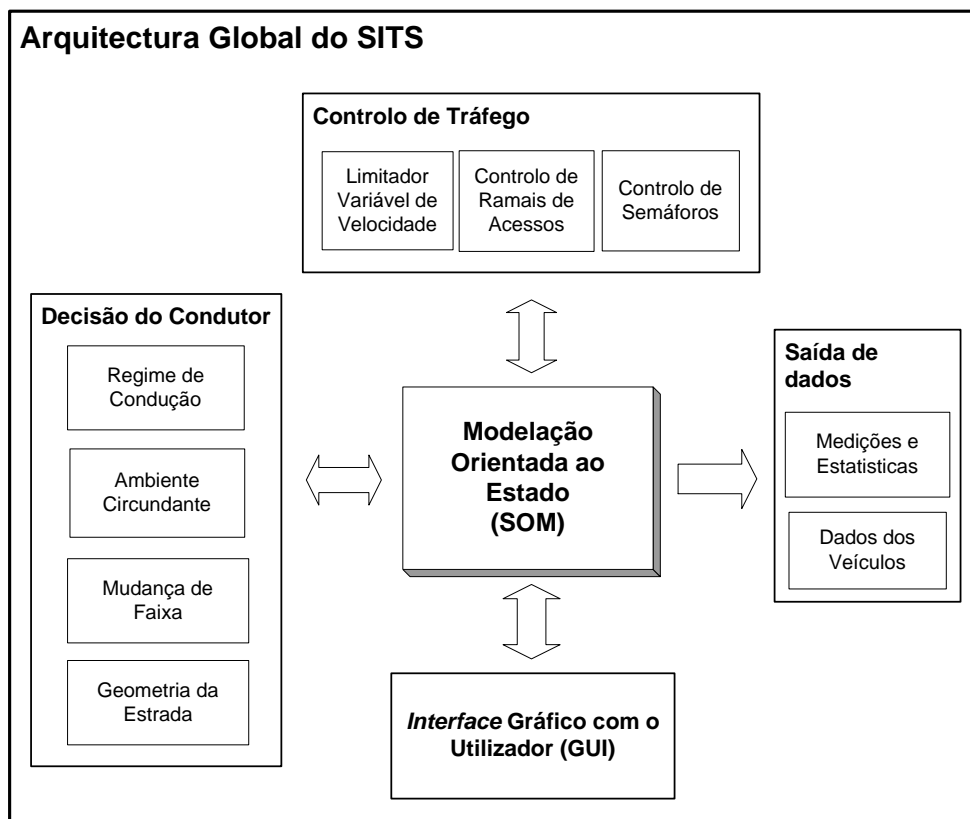 Arquitectura Global do SITS
Controlo de Tráfego
Limitador
Variável de
Velocidade
Controlo de
Ramais de
Acessos
Controlo de
Semáforos
Decisão do Condutor
Regime de
Condução
Ambiente
Circundante
Mudança de
Faixa
Geometria da
Estrada
Modelação
Orientada ao
Estado
(SOM)
Saída de
dados
Medições e
Estatisticas
Dados dos
Veículos
Interface Gráfico com o
Utilizador (GUI)